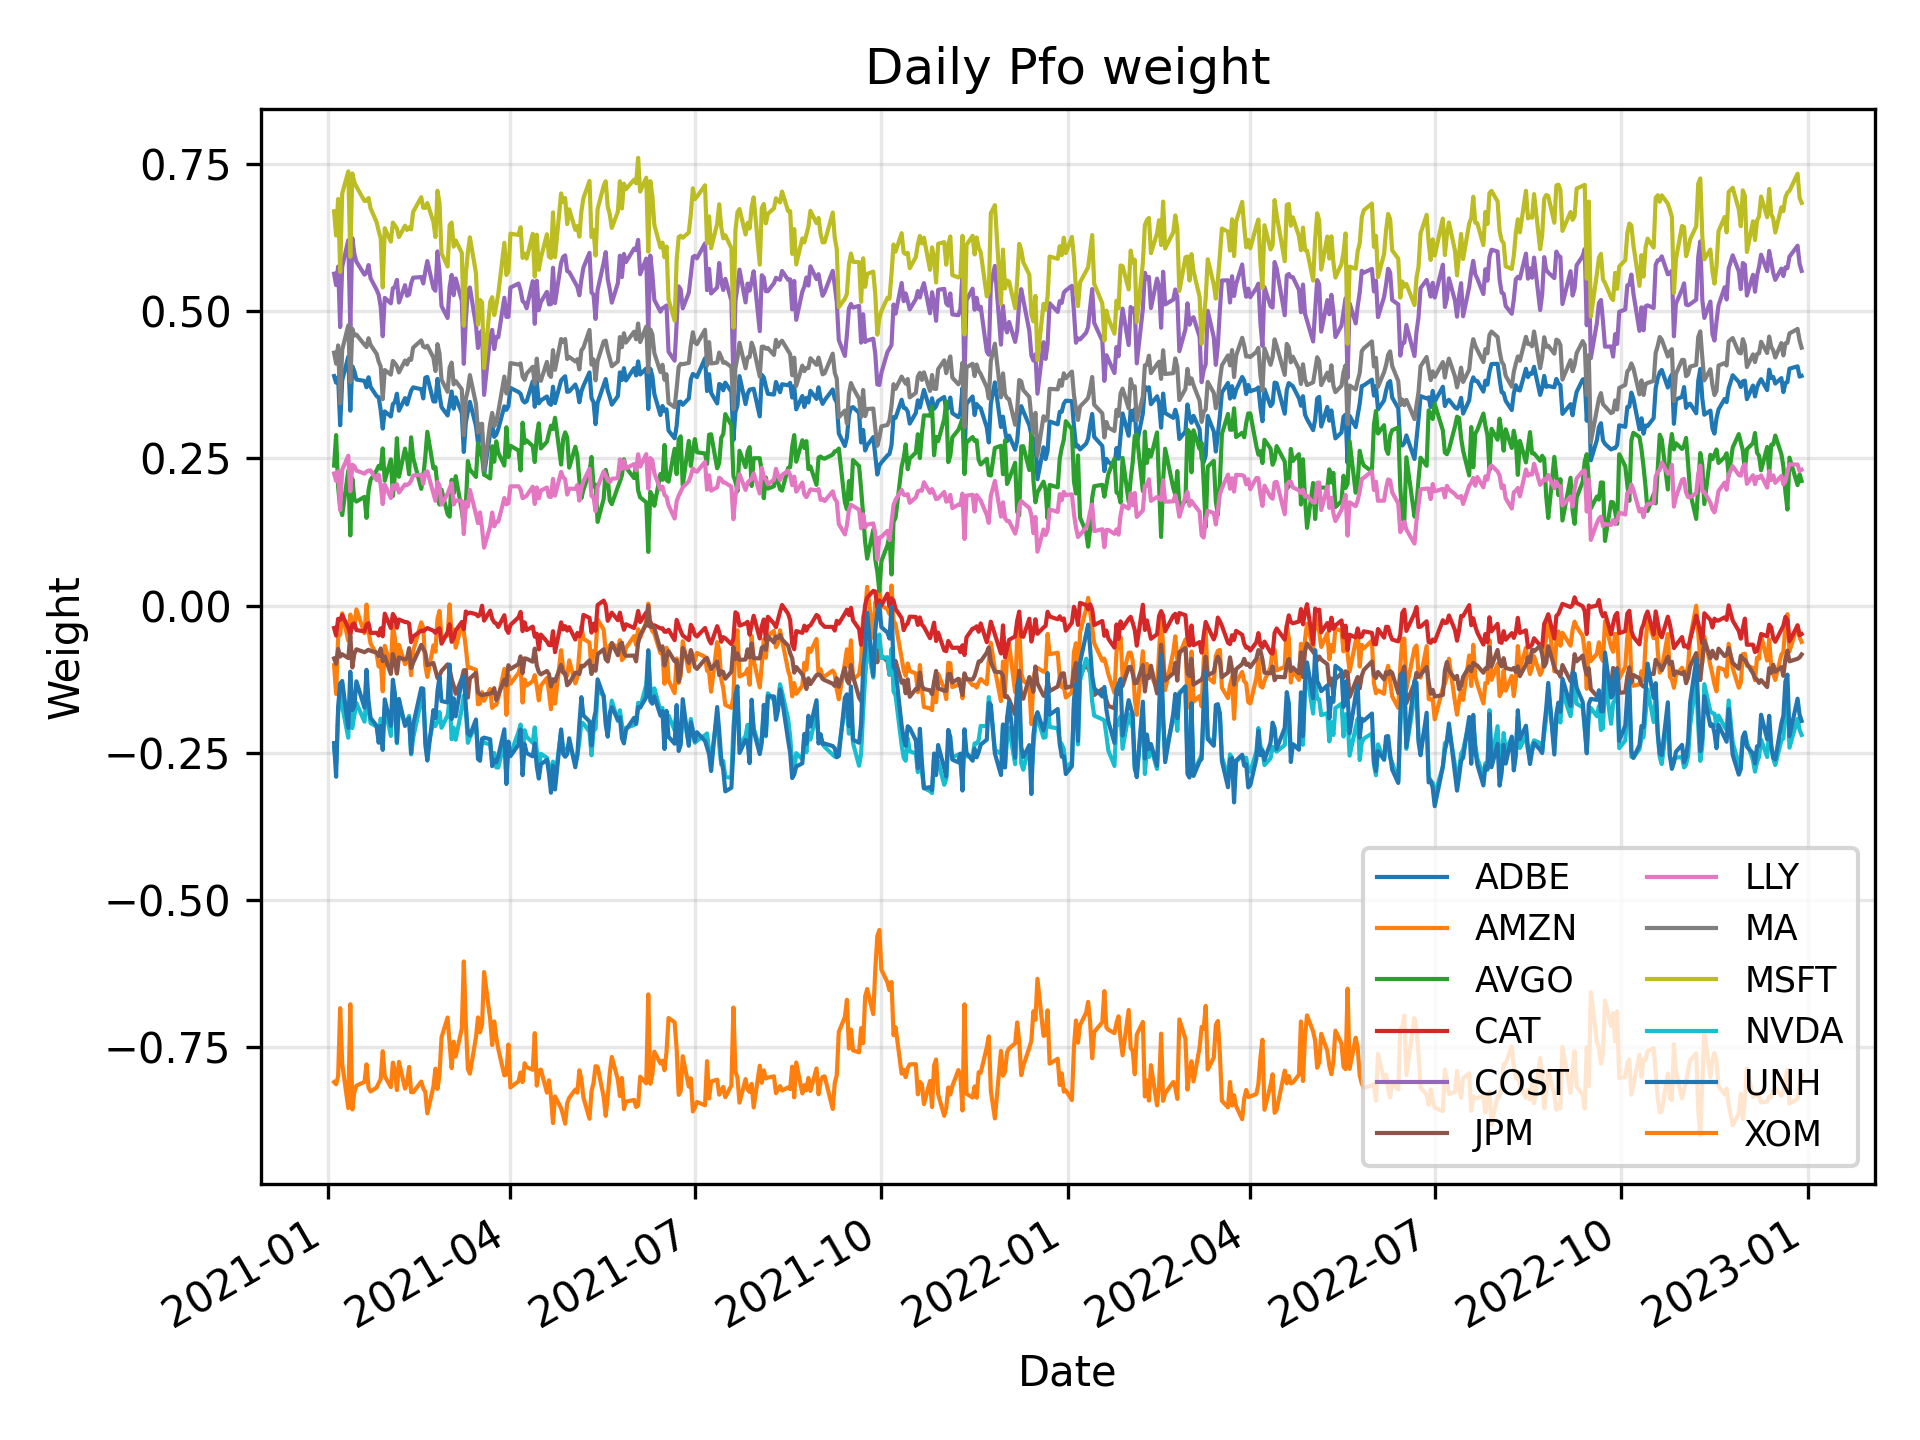 Daily Pfo weight
Weight
0.75
0.50
0.25
0.00
−0.25
−0.50
−0.75
ADBE
AMZN
AVGO
CAT
COST
JPM
LLY
MA
MSFT
NVDA
UNH
XOM
2021-01
2021-04
2021-07
2021-10
2022-01
2022-04
2022-07
2022-10
2023-01
Date